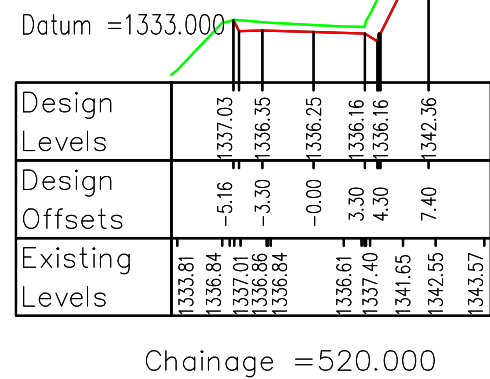 Datum =1333.000
Design Levels 1337.03 1336.35 1336.25 1336.16 1336.16 1342.36
Design Offsets -5.16 -3.30 -0.00 3.30 4.30 7.40
Existing Levels 1333.81 1336.84 1337.01 1336.86 1336.84 1336.61 1337.40 1341.65 1342.55 1343.57
Chainage =520.000